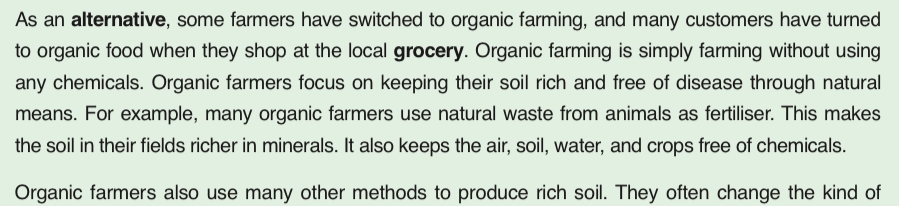 As an alternative, some farmers have switched to organic farming, and many customers have turned
to organic food when they shop at the local grocery. Organic farming is simply farming without using
any chemicals. Organic farmers focus on keeping their soil rich and free of disease through natural
means. For example, many organic farmers use natural waste from animals as fertiliser. This makes
the soil in their fields richer in minerals. It also keeps the air, soil, water, and crops free of chemicals.
Organic farmers also use many other methods to produce rich soil. They often change the kind of